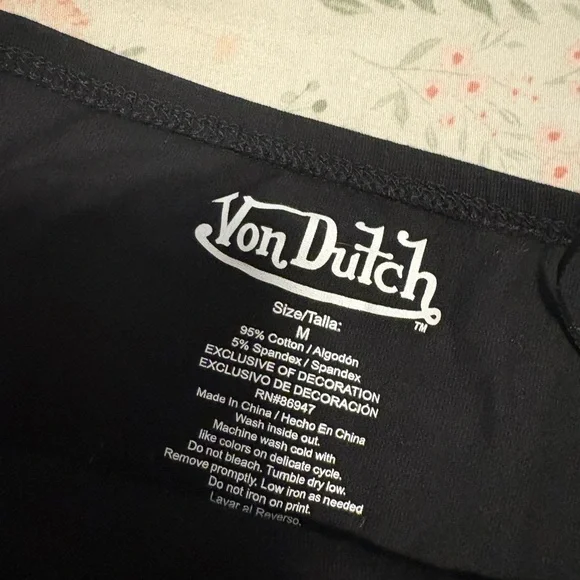 Von Dutch
TM
Size/Talla:
M
95% Cotton / Algodón
5% Spandex / Spandex
EXCLUSIVE OF DECORATION
EXCLUSIVO DE DECORACIÓN
RN#86947
Made In China / Hecho En China
Wash inside out.
Machine wash cold with
like colors on delicate cycle.
Do not bleach. Tumble dry low.
Remove promptly. Low iron as needed
Do not iron on print.
Lavar al Reverso.